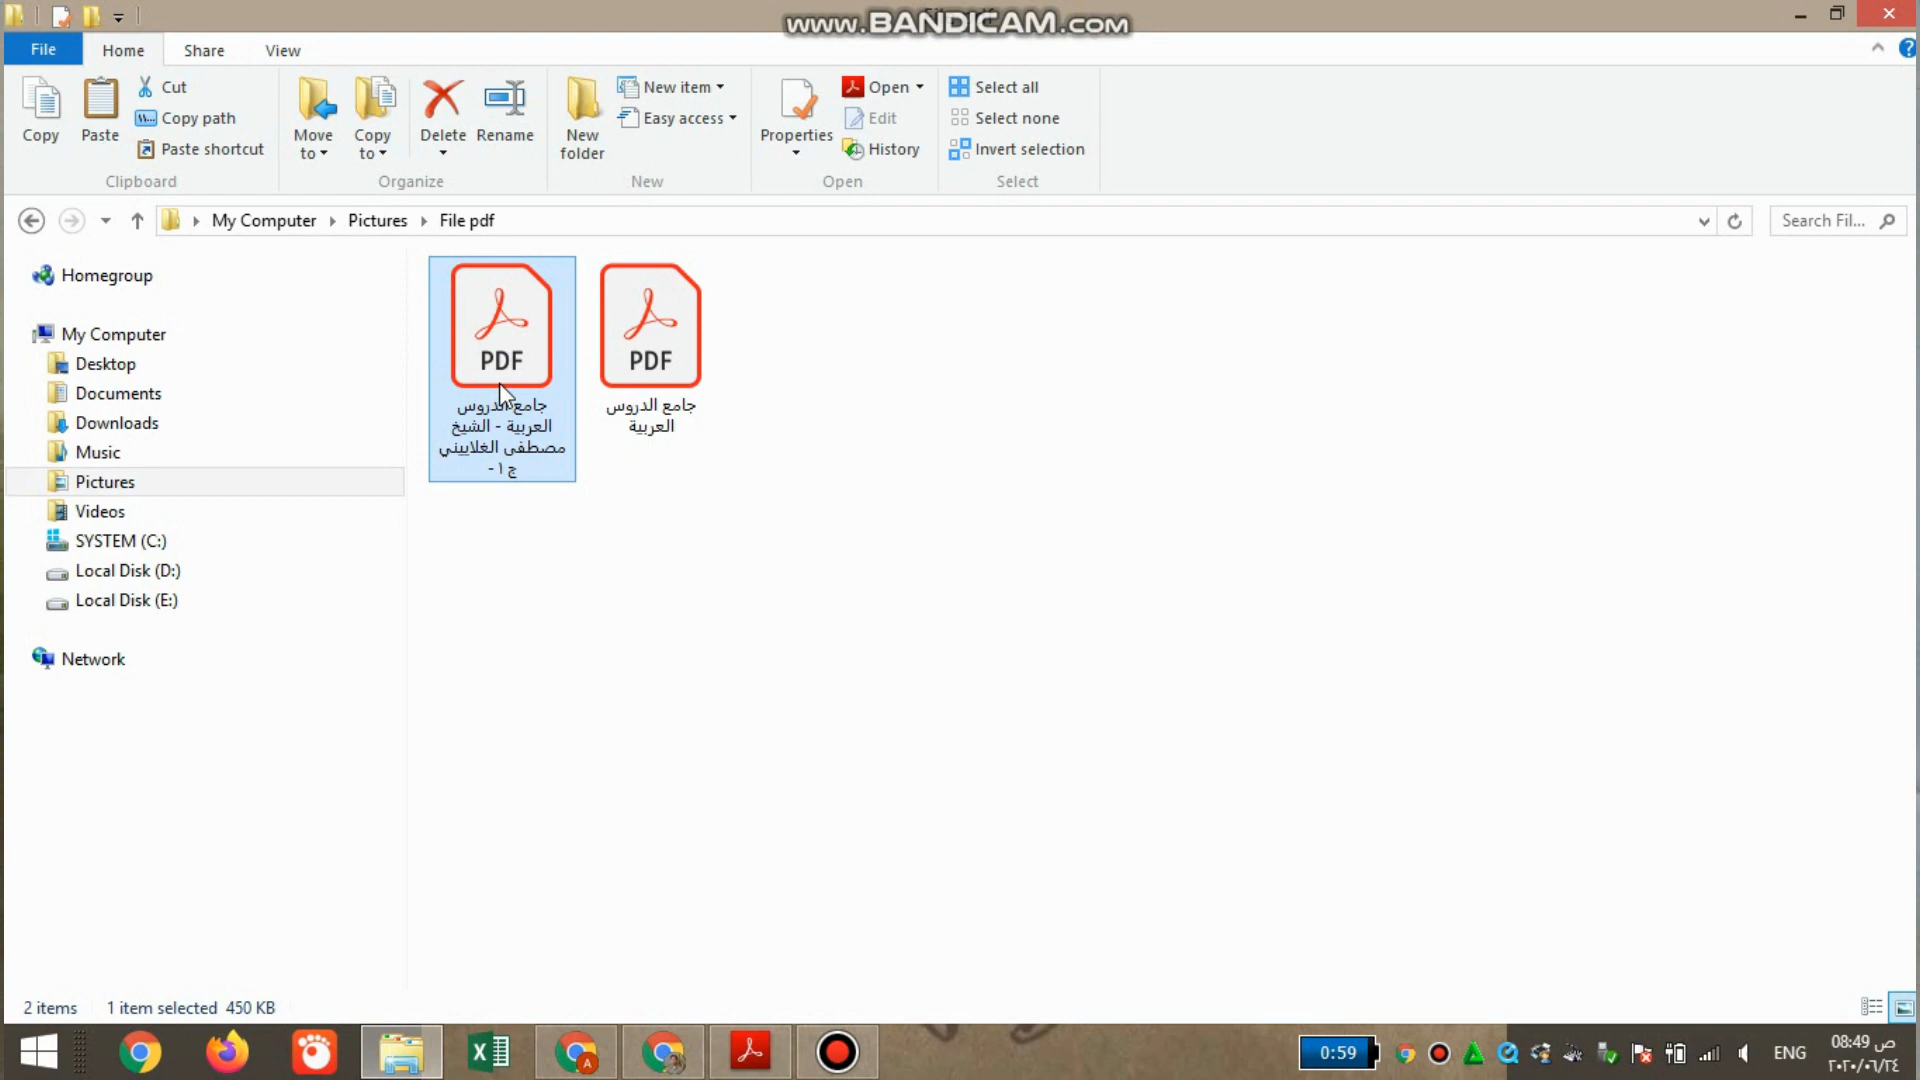 www.BANDICAM.com
File
Home
Share
View
Copy
Paste
Cut
Copy path
Paste shortcut
Clipboard
Move to
Copy to
Delete
Rename
Organize
New folder
New item
Easy access
New
Properties
Open
Edit
History
Open
Select all
Select none
Invert selection
Select
My Computer
Pictures
File pdf
Search Fil...
Homegroup
My Computer
Desktop
Documents
Downloads
Music
Pictures
Videos
SYSTEM (C:)
Local Disk (D:)
Local Disk (E:)
Network
PDF
جامع الدروس
العربية - الشيخ
مصطفى الغلاييني
- ج ١
PDF
جامع الدروس
العربية
2 items
1 item selected 450 KB
0:59
ENG
08:49 ص
٢٠٢٠/٠٦/٢٤